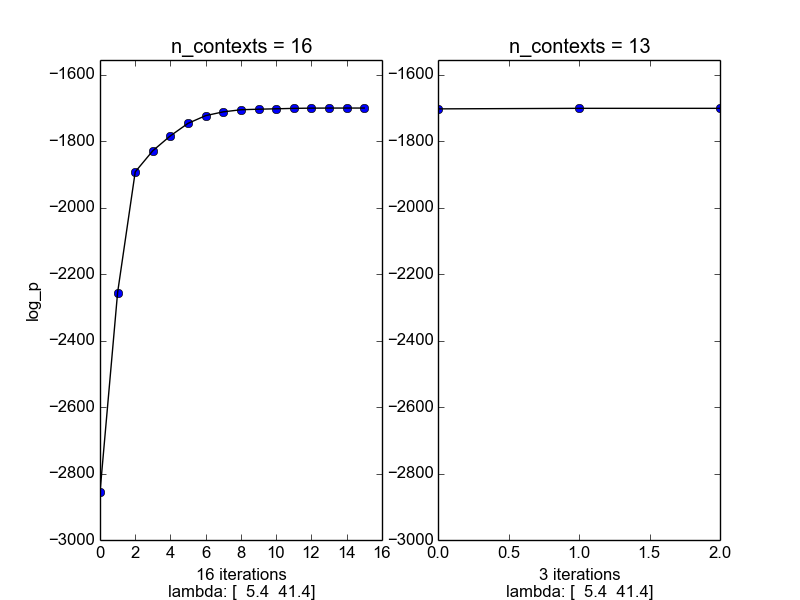 n_contexts = 16
n_contexts = 13
−1600
−1800
−2000
−2200
−2400
−2600
−2800
−3000
log_p
0 2 4 6 8 10 12 14 16
16 iterations
lambda: [  5.4  41.4]
−1600
−1800
−2000
−2200
−2400
−2600
−2800
−3000
0.0 0.5 1.0 1.5 2.0
3 iterations
lambda: [  5.4  41.4]